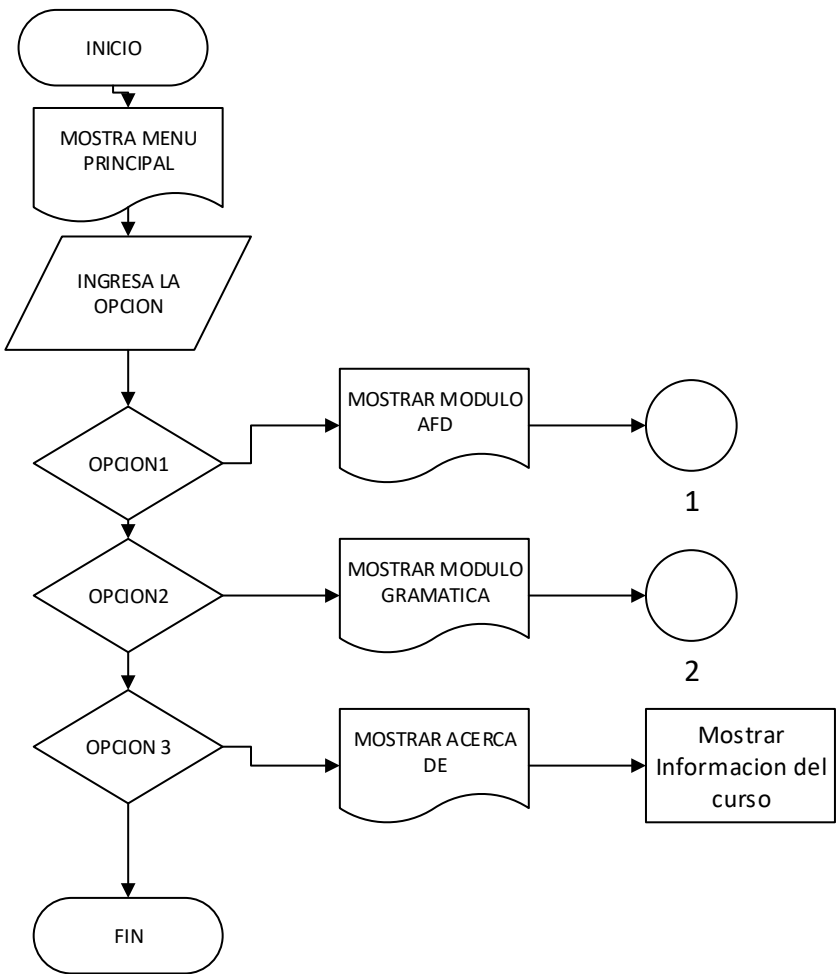 INICIO
MOSTRA MENU
PRINCIPAL
INGRESA LA
OPCION
OPCION1
MOSTRAR MODULO
AFD
1
OPCION2
MOSTRAR MODULO
GRAMATICA
2
OPCION 3
MOSTRAR ACERCA
DE
Mostrar
Informacion del
curso
FIN